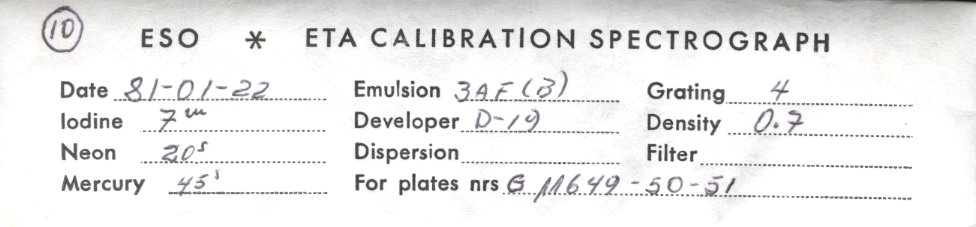 10 ESO * ETA CALIBRATION SPECTROGRAPH
Date 81-01-22 Emulsion 3AF(B) Grating 4
Iodine 7m Developer D-19 Density 0.7
Neon 20s Dispersion Filter
Mercury 45s For plates nrs G 11649-50-51